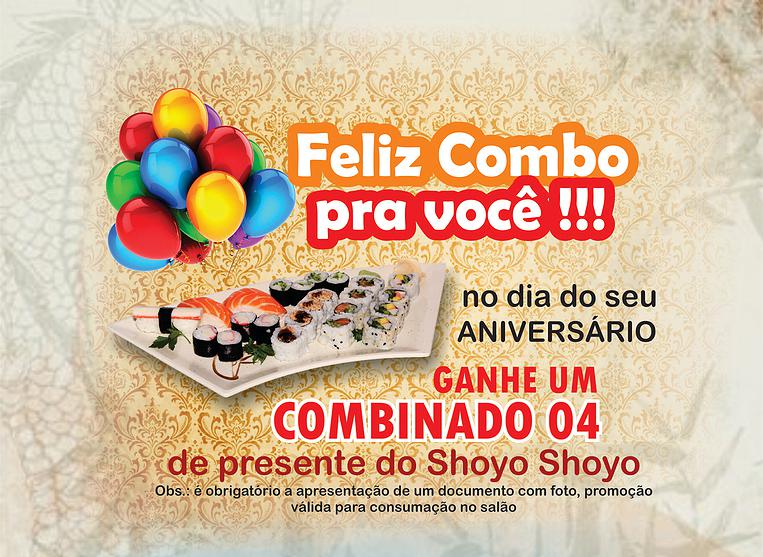 Feliz Combo
pra você !!!
no dia do seu
ANIVERSÁRIO
GANHE UM
COMBINADO 04
de presente do Shoyo Shoyo
Obs.: é obrigatório a apresentação de um documento com foto, promoção
válida para consumação no salão